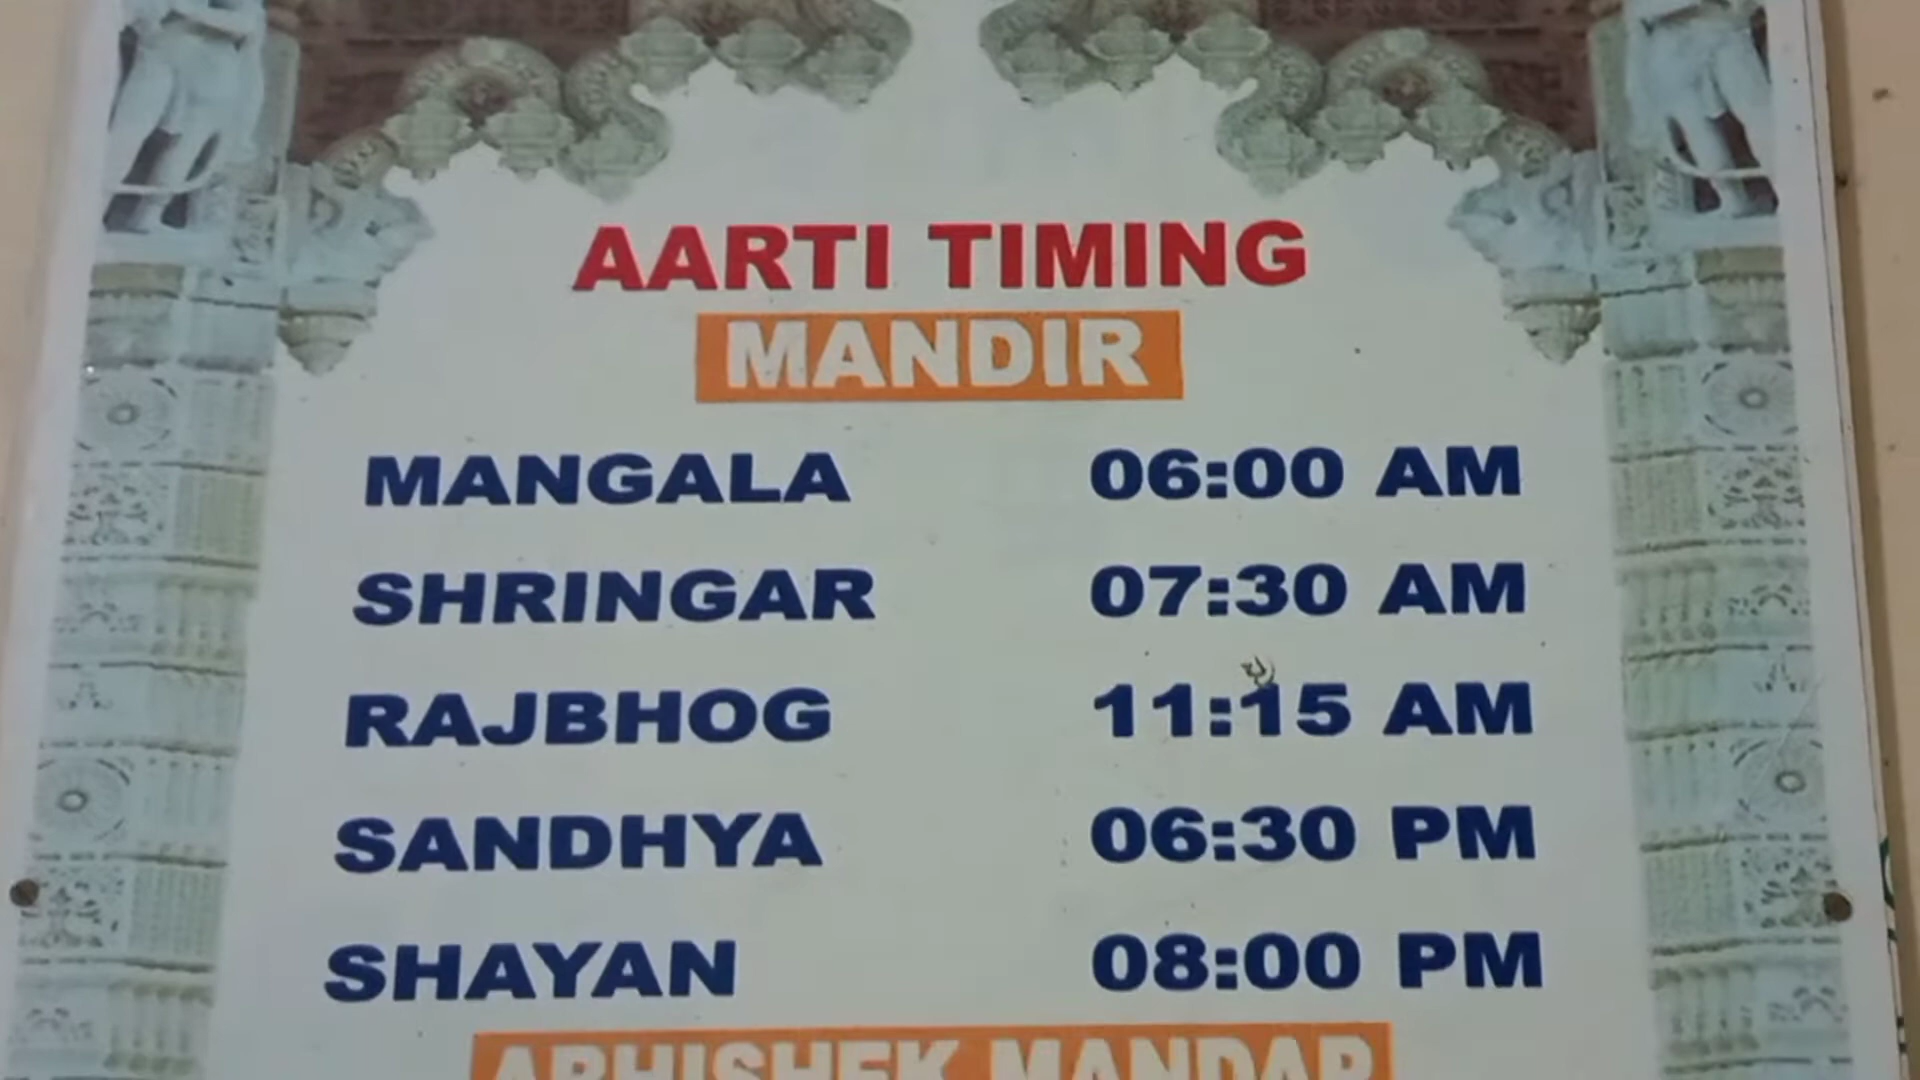 AARTI TIMING
MANDIR
MANGALA 06:00 AM
SHRINGAR 07:30 AM
RAJBHOG 11:15 AM
SANDHYA 06:30 PM
SHAYAN 08:00 PM
ABHISHEK MANDAP